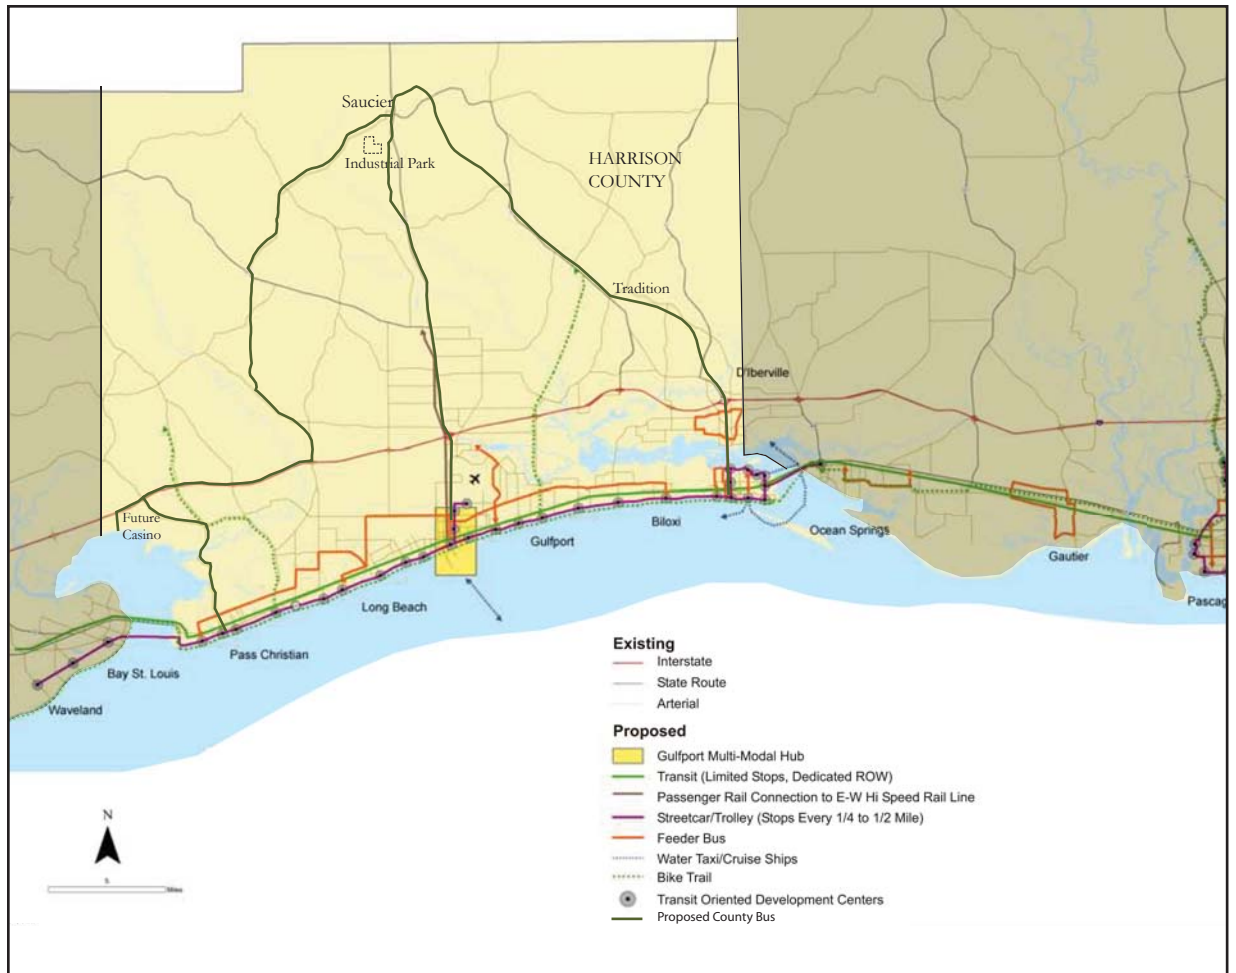 Saucier
Industrial Park
HARRISON
COUNTY
Tradition
D'Iberville
Future
Casino
Ocean Springs
Biloxi
Gulfport
Gautier
Long Beach
Pascag
Pass Christian
Bay St. Louis
Waveland
Existing
Interstate
State Route
Arterial
Proposed
Gulfport Multi-Modal Hub
Transit (Limited Stops, Dedicated ROW)
Passenger Rail Connection to E-W Hi Speed Rail Line
Streetcar/Trolley (Stops Every 1/4 to 1/2 Mile)
Feeder Bus
Water Taxi/Cruise Ships
Bike Trail
Transit Oriented Development Centers
Proposed County Bus
N
Miles